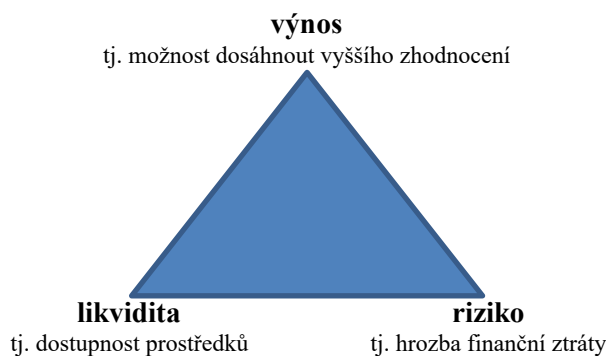 výnos
tj. možnost dosáhnout vyššího zhodnocení
likvidita
tj. dostupnost prostředků
riziko
tj. hrozba finanční ztráty